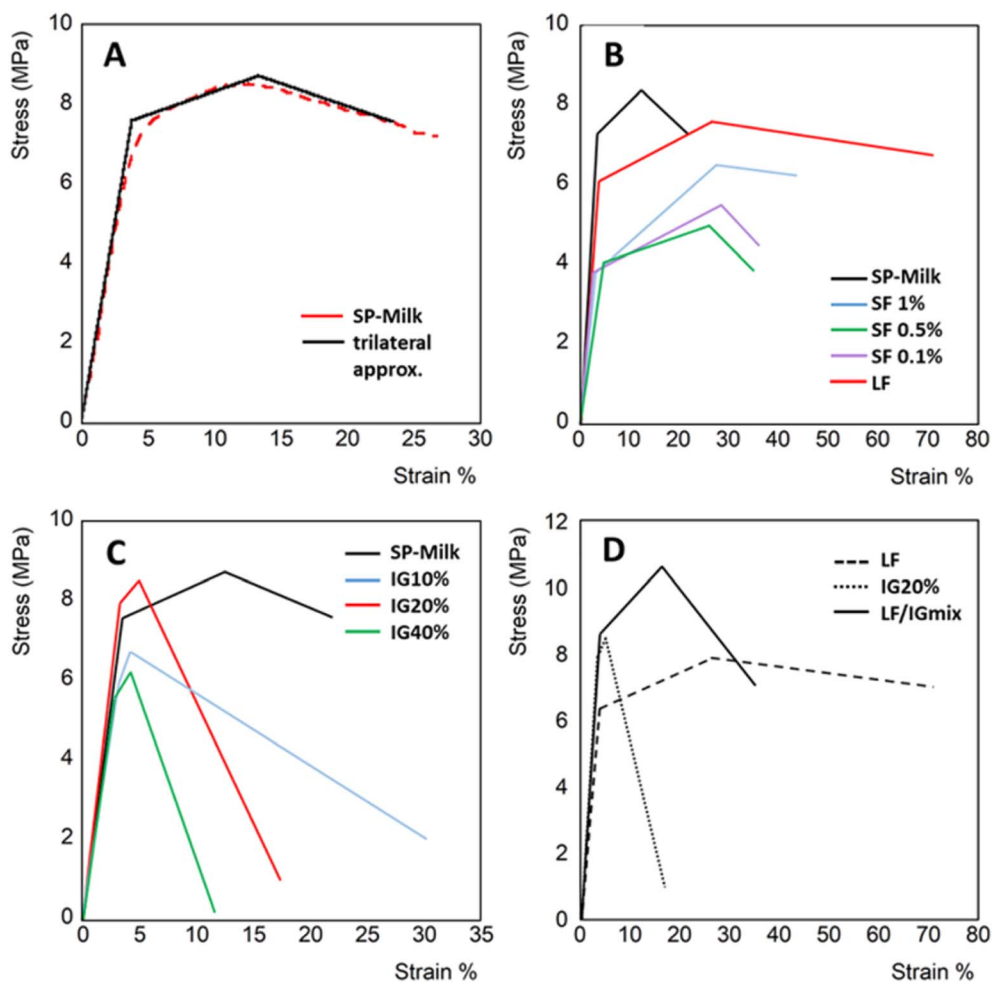 A
Stress (MPa)
10
8
6
4
2
0
0 5 10 15 20 25 30
Strain %
SP-Milk
trilateral
approx.
B
Stress (MPa)
10
8
6
4
2
0
0 10 20 30 40 50 60 70 80
Strain %
SP-Milk
SF 1%
SF 0.5%
SF 0.1%
LF
C
Stress (MPa)
10
8
6
4
2
0
0 5 10 15 20 25 30 35
Strain %
SP-Milk
IG10%
IG20%
IG40%
D
Stress (MPa)
12
10
8
6
4
2
0
0 10 20 30 40 50 60 70 80
Strain %
LF
IG20%
LF/IGmix